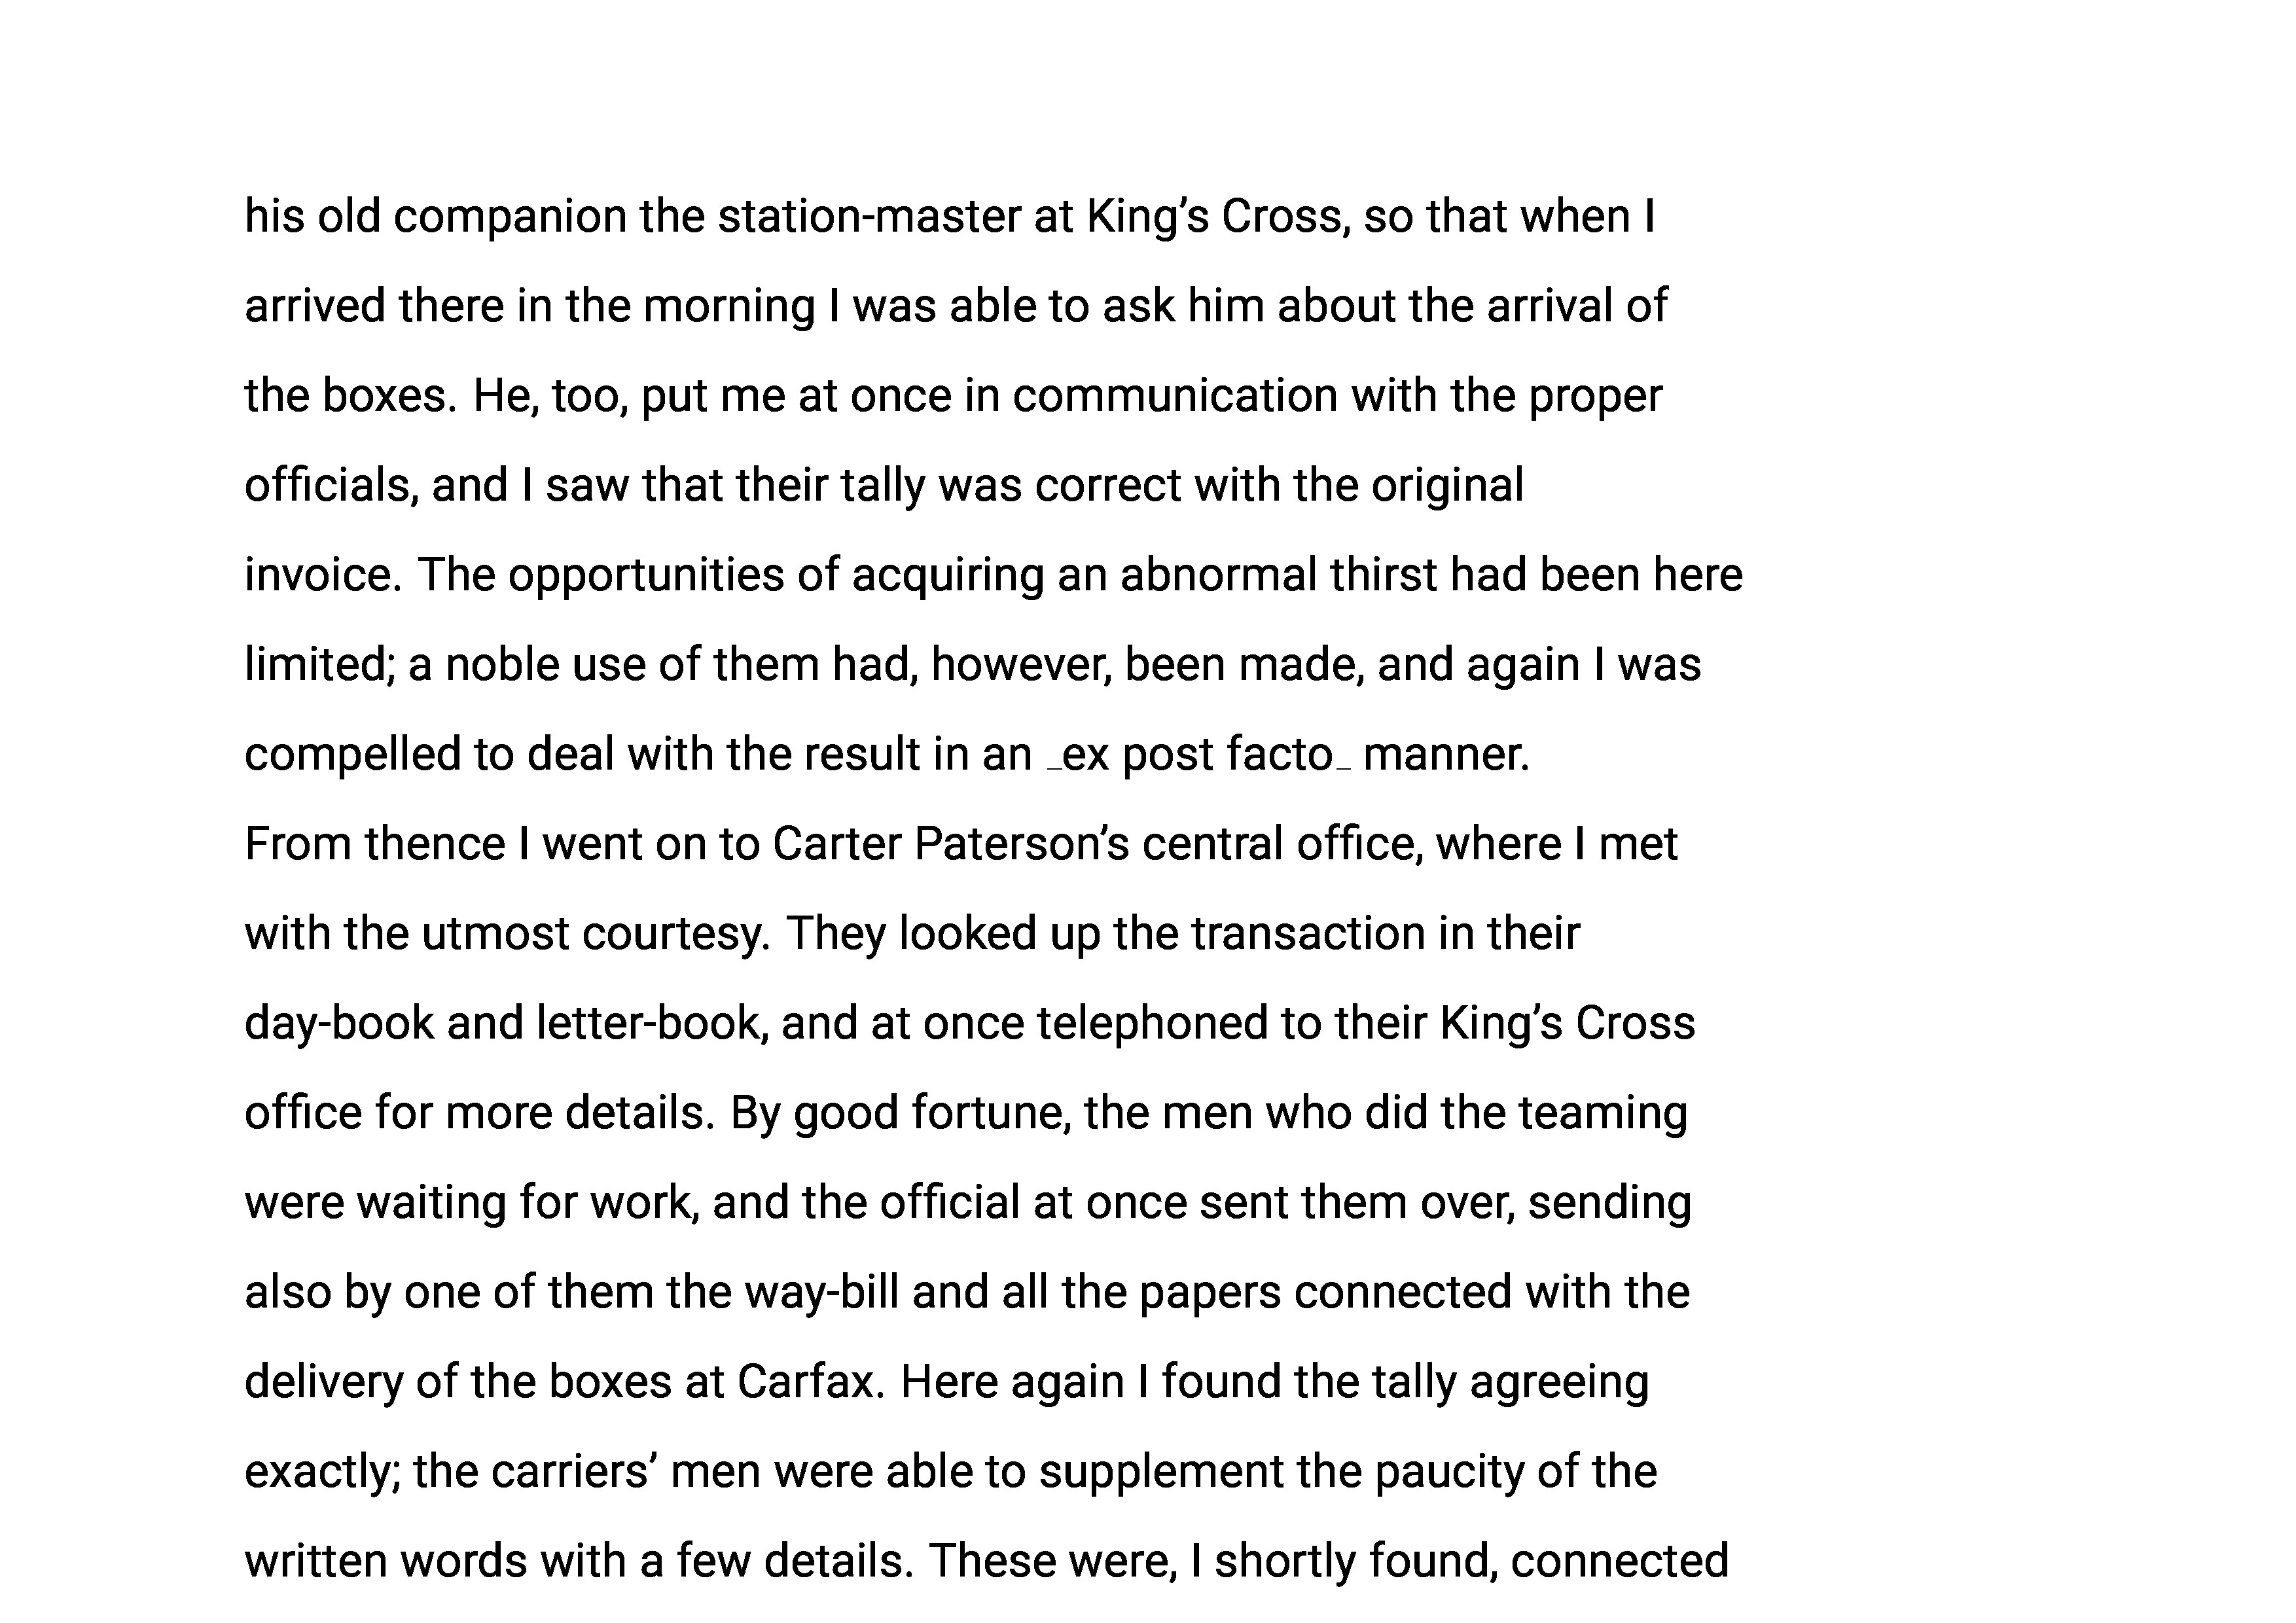 his old companion the station-master at King’s Cross, so that when I
arrived there in the morning I was able to ask him about the arrival of
the boxes. He, too, put me at once in communication with the proper
officials, and I saw that their tally was correct with the original
invoice. The opportunities of acquiring an abnormal thirst had been here
limited; a noble use of them had, however, been made, and again I was
compelled to deal with the result in an _ex post facto_ manner.
From thence I went on to Carter Paterson’s central office, where I met
with the utmost courtesy. They looked up the transaction in their
day-book and letter-book, and at once telephoned to their King’s Cross
office for more details. By good fortune, the men who did the teaming
were waiting for work, and the official at once sent them over, sending
also by one of them the way-bill and all the papers connected with the
delivery of the boxes at Carfax. Here again I found the tally agreeing
exactly; the carriers’ men were able to supplement the paucity of the
written words with a few details. These were, I shortly found, connected